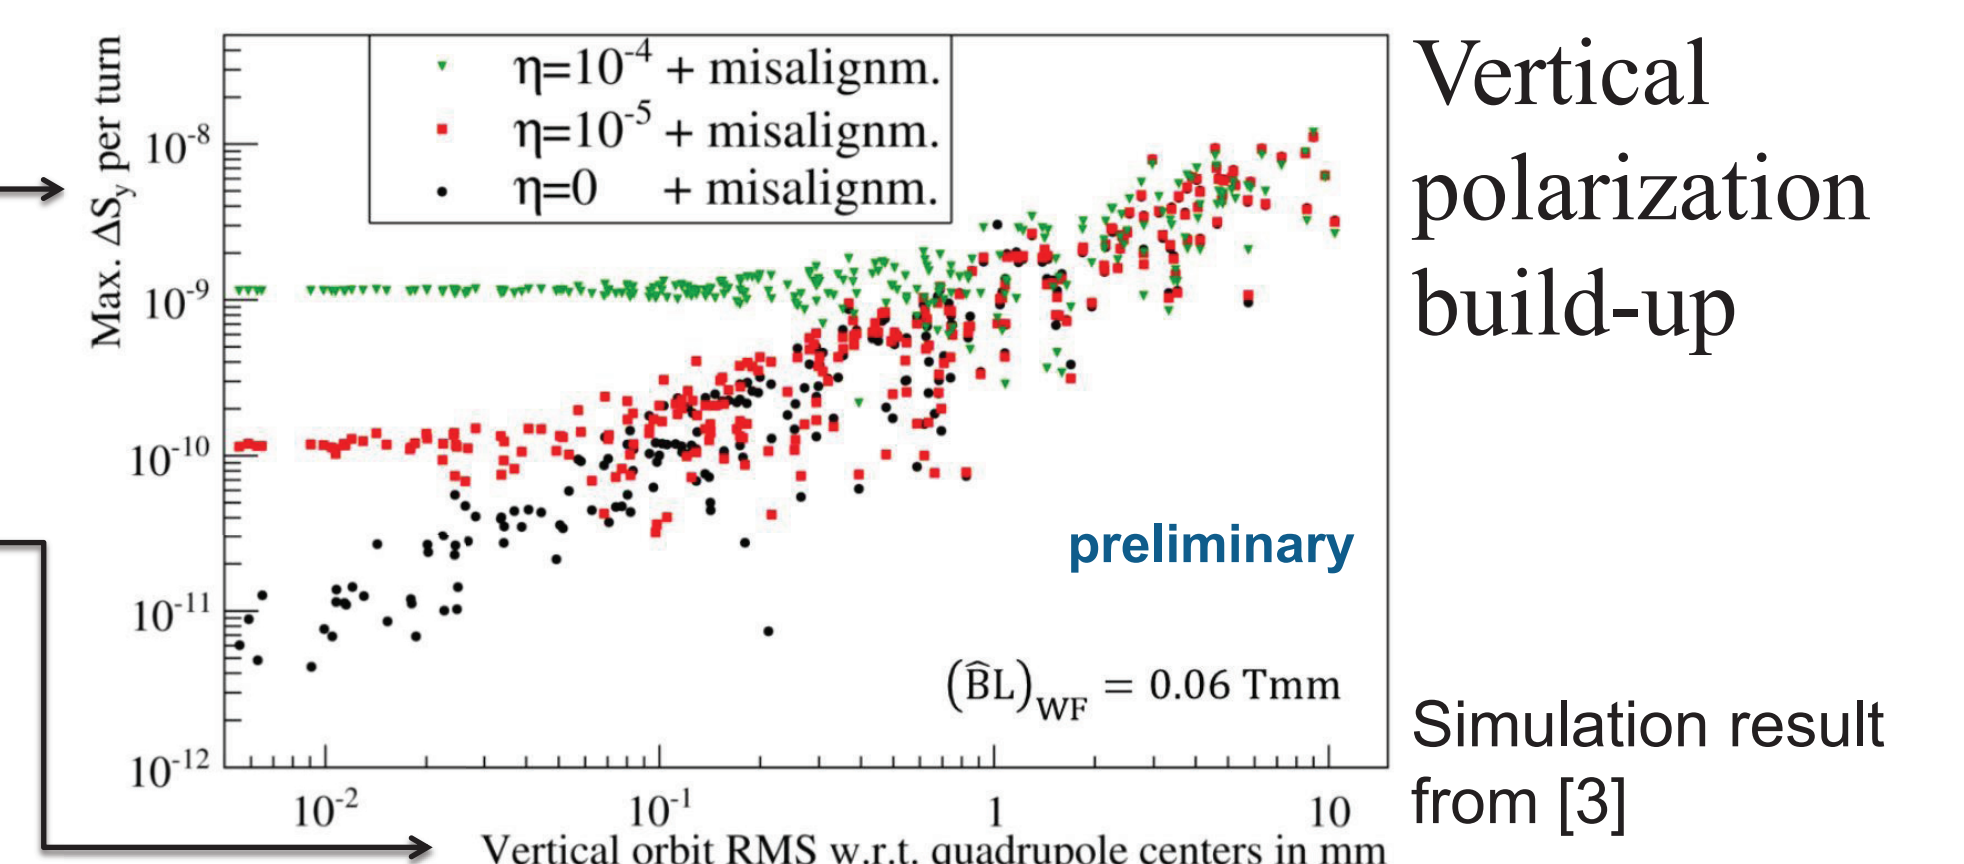 Max. ΔS_y per turn
η=10^-4 + misalignm.
η=10^-5 + misalignm.
η=0 + misalignm.
10^-8
10^-9
10^-10
10^-11
10^-12
10^-2
10^-1
1
10
Vertical orbit RMS w.r.t. quadrupole centers in mm
preliminary
(B̂L)_WF = 0.06 Tmm
Vertical
polarization
build-up
Simulation result
from [3]